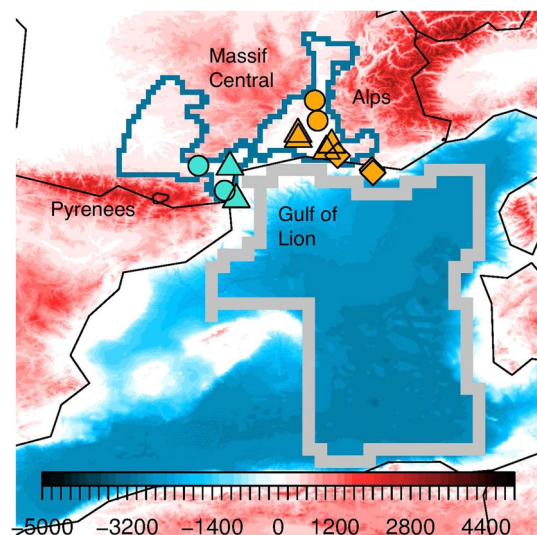 Massif
Central
Alps
Pyrenees
Gulf of
Lion
−5000 −3200 −1400 0 1200 2800 4400